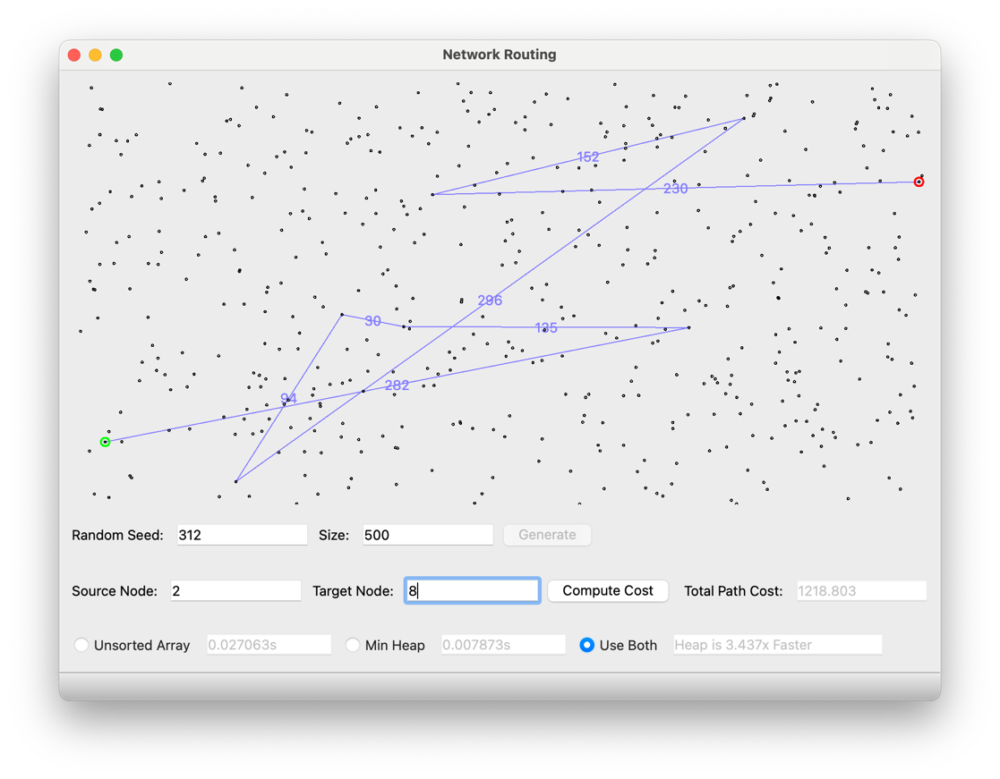 Network Routing
152
230
296
30
135
282
94
Random Seed: 312 Size: 500 Generate
Source Node: 2 Target Node: 8 Compute Cost Total Path Cost: 1218.803
Unsorted Array 0.027063s Min Heap 0.007873s Use Both Heap is 3.437x Faster